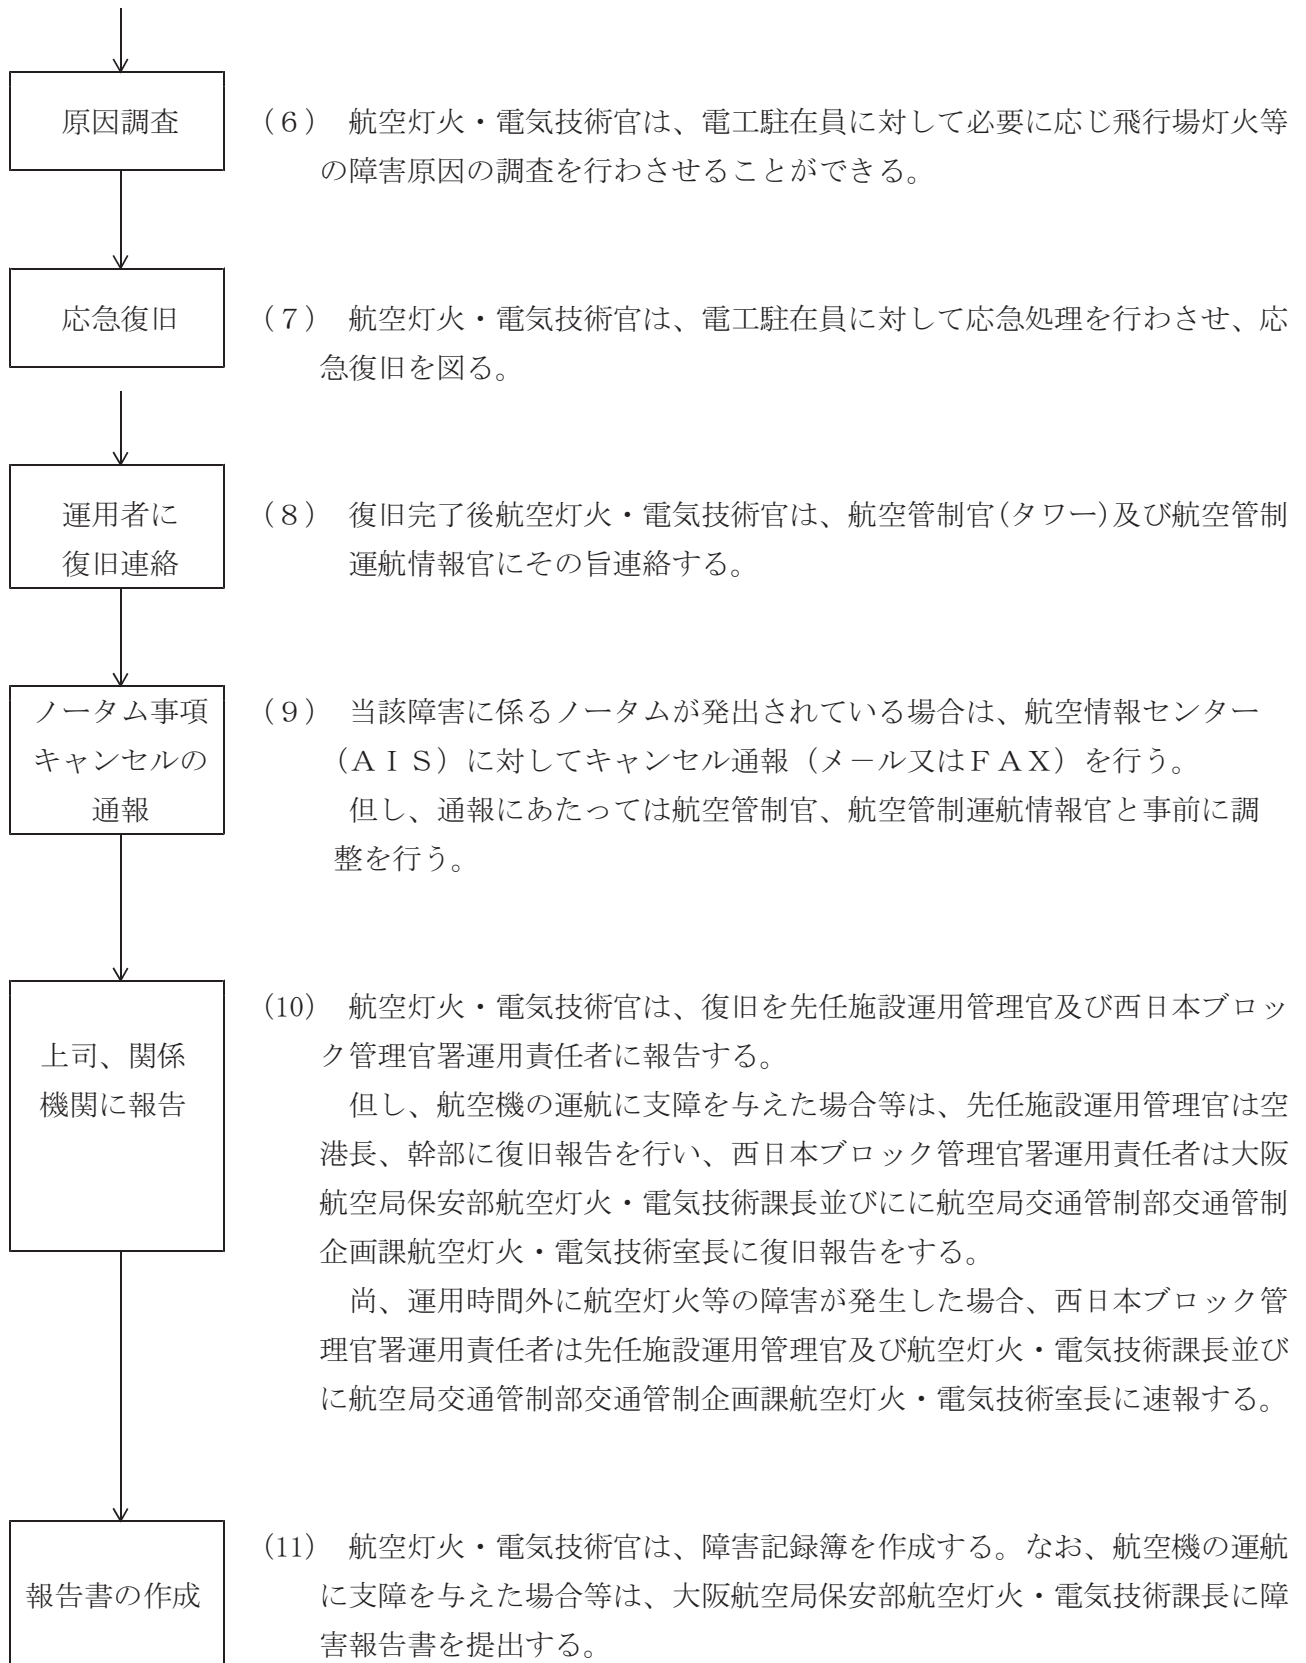 原因調査
(６) 航空灯火・電気技術官は、電工駐在員に対して必要に応じ飛行場灯火等
の障害原因の調査を行わさせることができる。
応急復旧
(７) 航空灯火・電気技術官は、電工駐在員に対して応急処理を行わさせ、応
急復旧を図る。
運用者に
復旧連絡
(８) 復旧完了後航空灯火・電気技術官は、航空管制官(タワー)及び航空管制
運航情報官にその旨連絡する。
ノータム事項
キャンセルの
通報
(９) 当該障害に係るノータムが発出されている場合は、航空情報センター
（ＡＩＳ）に対してキャンセル通報（メール又はＦＡＸ）を行う。
但し、通報にあたっては航空管制官、航空管制運航情報官と事前に調
整を行う。
上司、関係
機関に報告
(10) 航空灯火・電気技術官は、復旧を先任施設運用管理官及び西日本ブロッ
ク管理官署運用責任者に報告する。
但し、航空機の運航に支障を与えた場合等は、先任施設運用管理官は空
港長、幹部に復旧報告を行い、西日本ブロック管理官署運用責任者は大阪
航空局保安部航空灯火・電気技術課長並びにに航空局交通管制部交通管制
企画課航空灯火・電気技術室長に復旧報告をする。
尚、運用時間外に航空灯火等の障害が発生した場合、西日本ブロック管
理官署運用責任者は先任施設運用管理官及び航空灯火・電気技術課長並び
に航空局交通管制部交通管制企画課航空灯火・電気技術室長に速報する。
報告書の作成
(11) 航空灯火・電気技術官は、障害記録簿を作成する。なお、航空機の運航
に支障を与えた場合等は、大阪航空局保安部航空灯火・電気技術課長に障
害報告書を提出する。